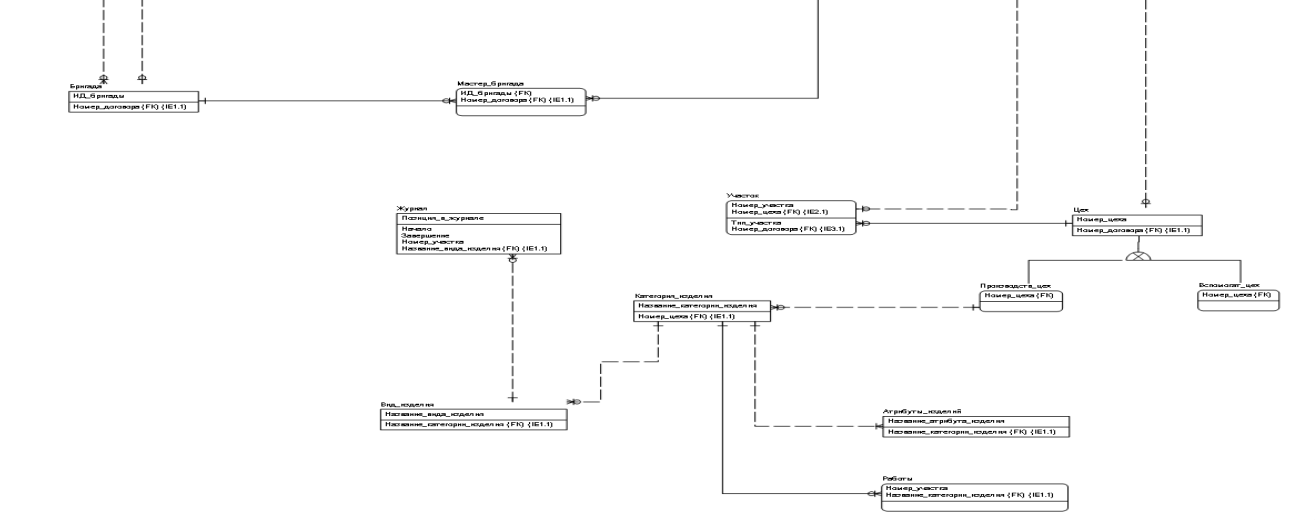 Бригада
ИД_бригады
Номер_договора (FK) (IE1.1)
Мастер_бригада
ИД_бригады (FK)
Номер_договора (FK) (IE1.1)
Участок
Номер_участка
Номер_цеха (FK) (IE2.1)
Тип_участка
Номер_договора (FK) (IE3.1)
Цех
Номер_цеха
Номер_договора (FK) (IE1.1)
Журнал
Позиция_в_журнале
Начало
Завершение
Номер_участка
Название_вида_изделия (FK) (IE1.1)
Производств_цех
Номер_цеха (FK)
Вспомогат_цех
Номер_цеха (FK)
Категория_изделия
Название_категории_изделия
Номер_цеха (FK) (IE1.1)
Вид_изделия
Название_вида_изделия
Название_категории_изделия (FK) (IE1.1)
Атрибуты_изделий
Название_атрибута_изделия
Название_категории_изделия (FK) (IE1.1)
Работы
Номер_участка
Название_категории_изделия (FK) (IE1.1)